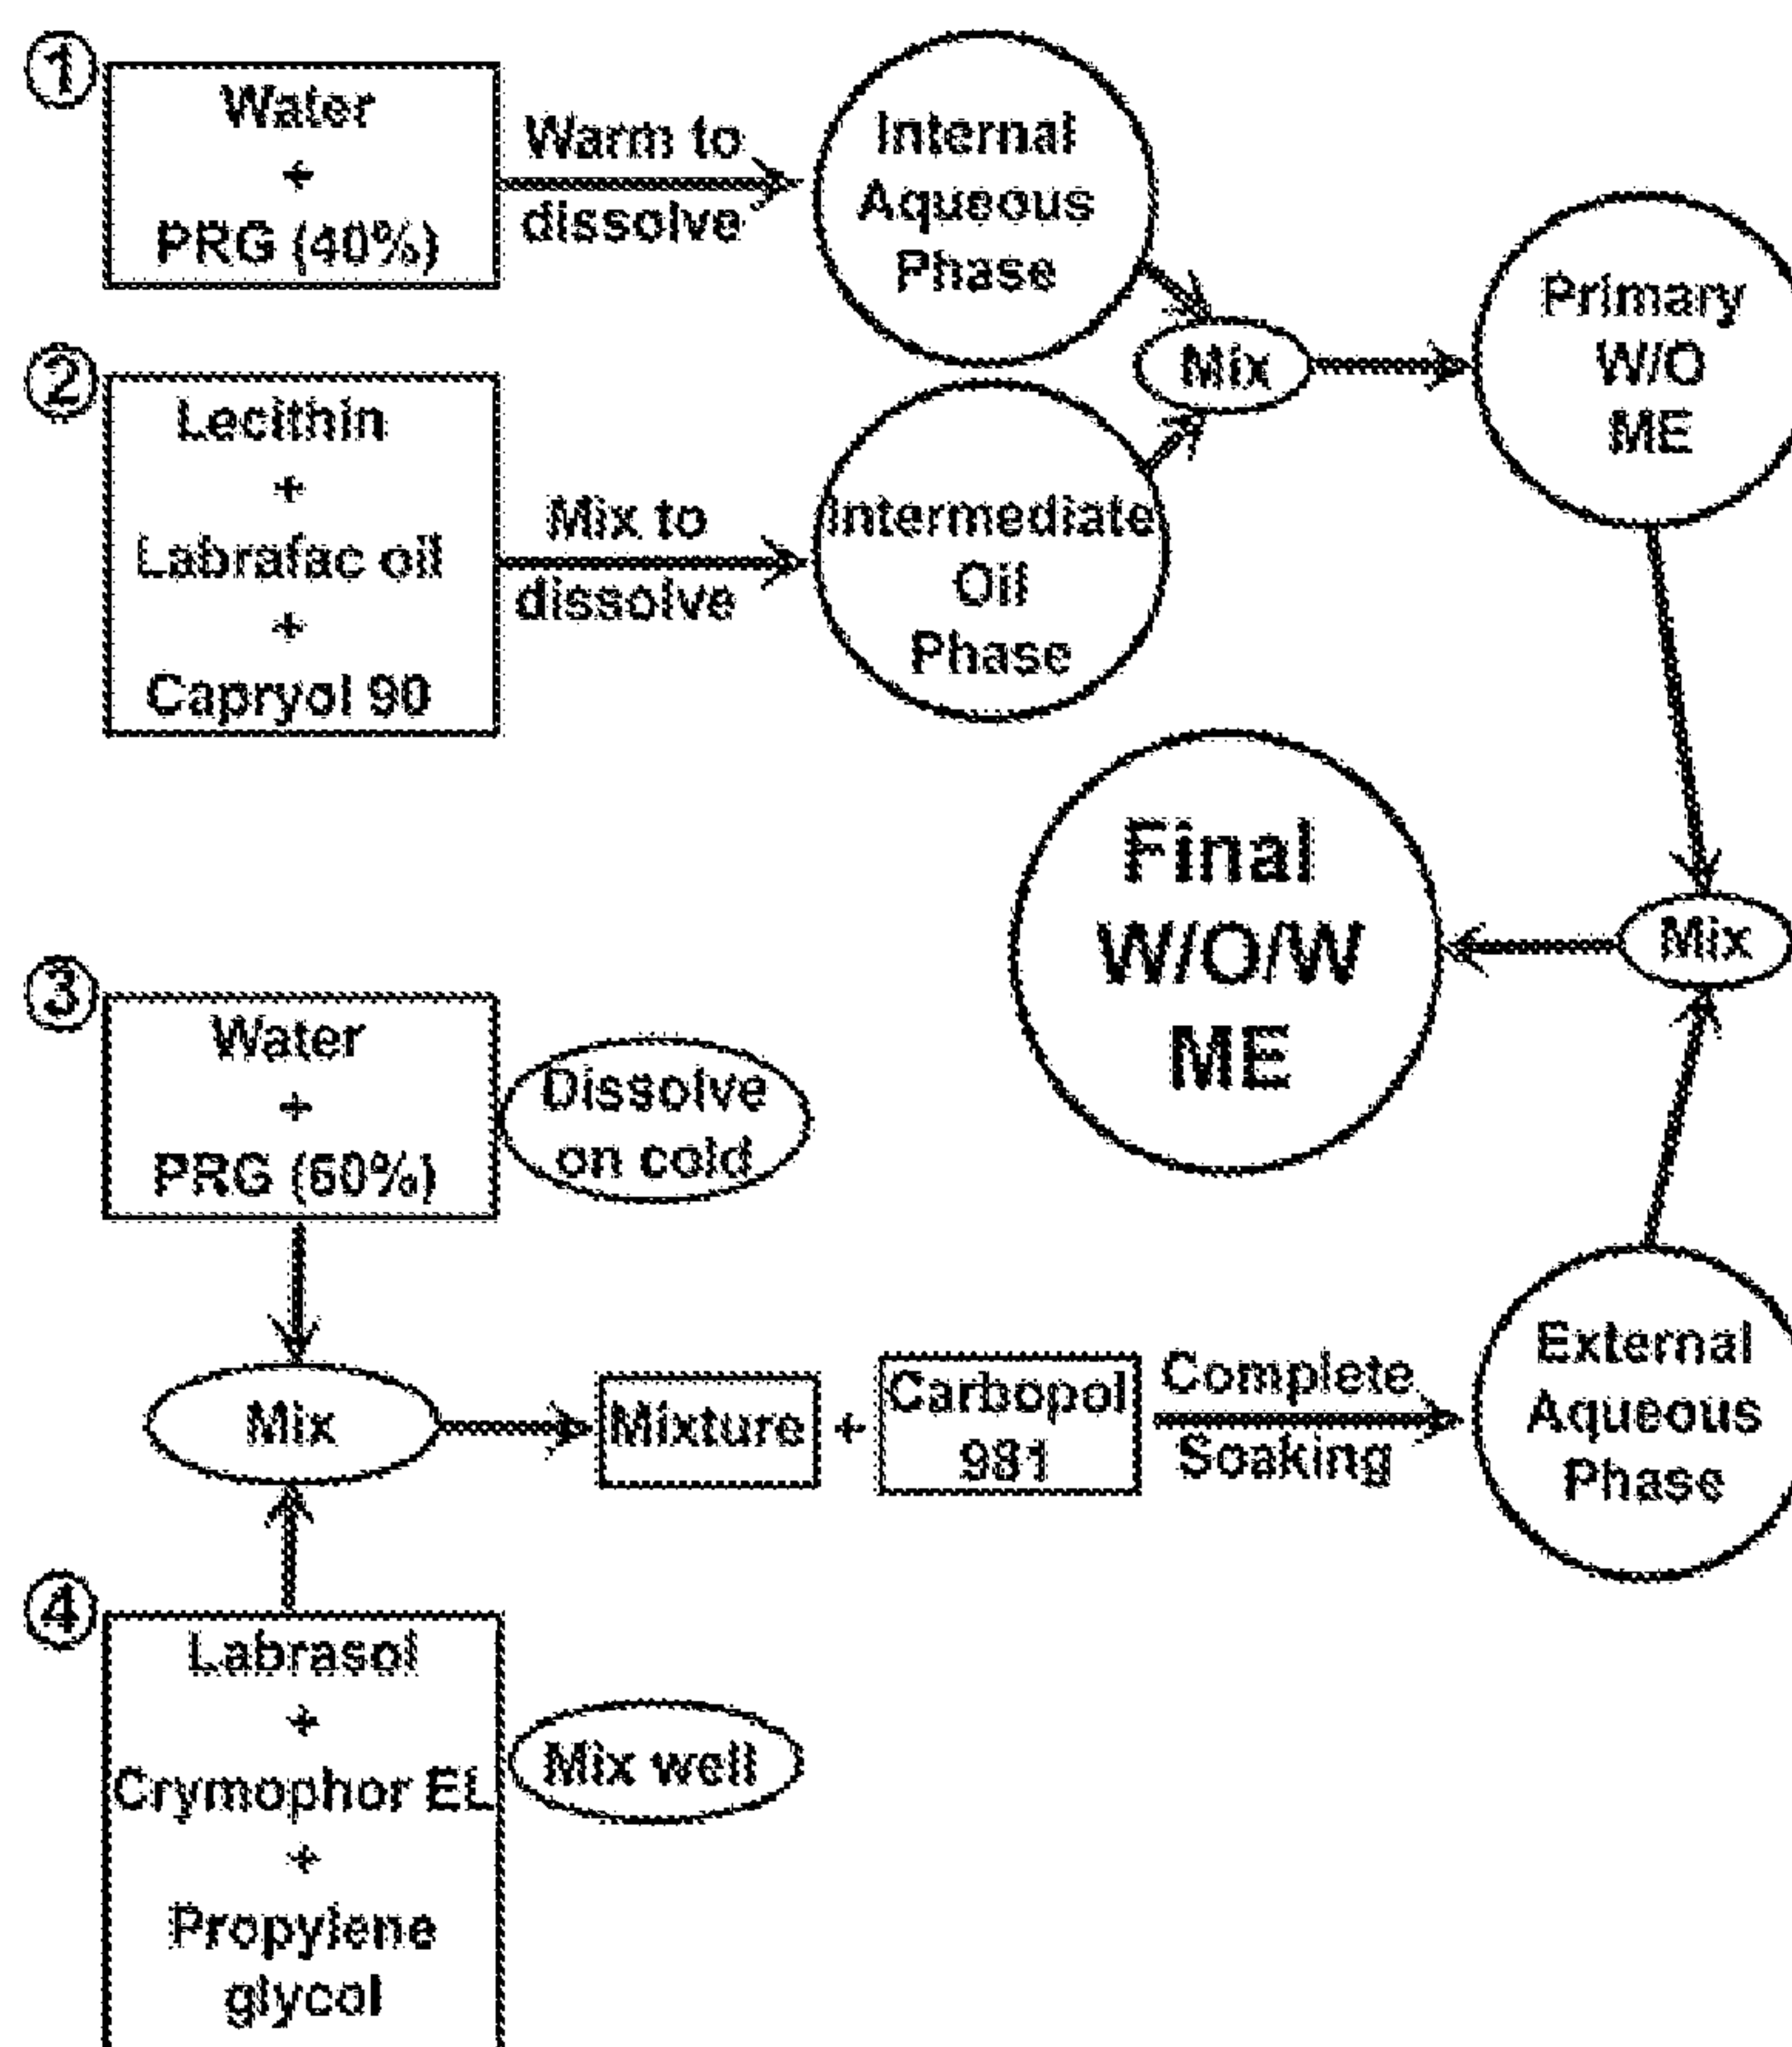 ①
Water
+
PRG (40%)
Warm to
dissolve
Internal
Aqueous
Phase
②
Lecithin
+
Labrafac oil
+
Capryol 90
Mix to
dissolve
Intermediate
Oil
Phase
Mix
Primary
W/O
ME
Final
W/O/W
ME
Mix
③
Water
+
PRG (60%)
Dissolve
on cold
Mix
Mixture
+
Carbopol
981
Complete
Soaking
External
Aqueous
Phase
④
Labrasol
+
Crymophor EL
+
Propylene
glycol
Mix well